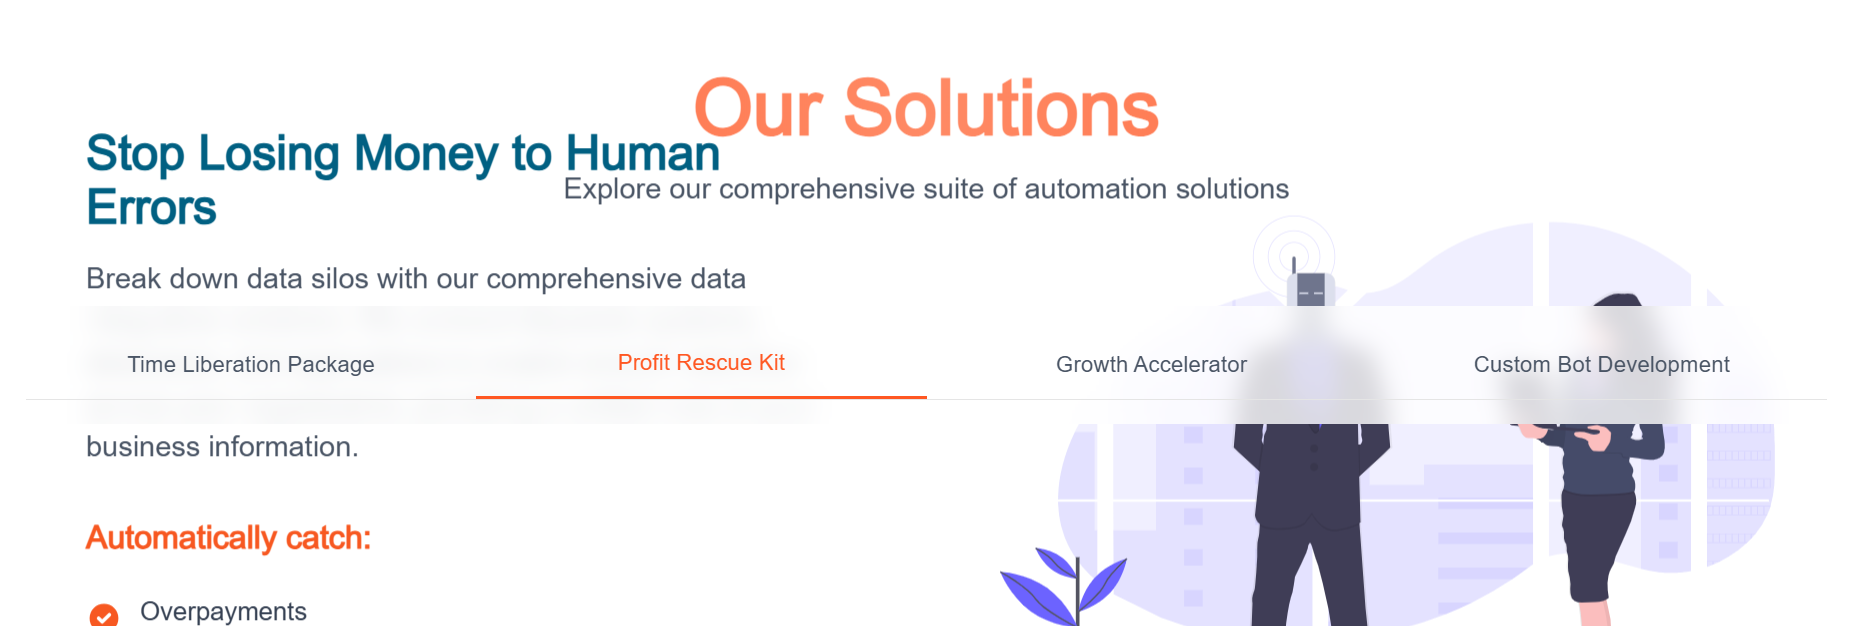 Our Solutions
Stop Losing Money to Human
Errors
Explore our comprehensive suite of automation solutions
Break down data silos with our comprehensive data
Time Liberation Package
Profit Rescue Kit
Growth Accelerator
Custom Bot Development
business information.
Automatically catch:
Overpayments